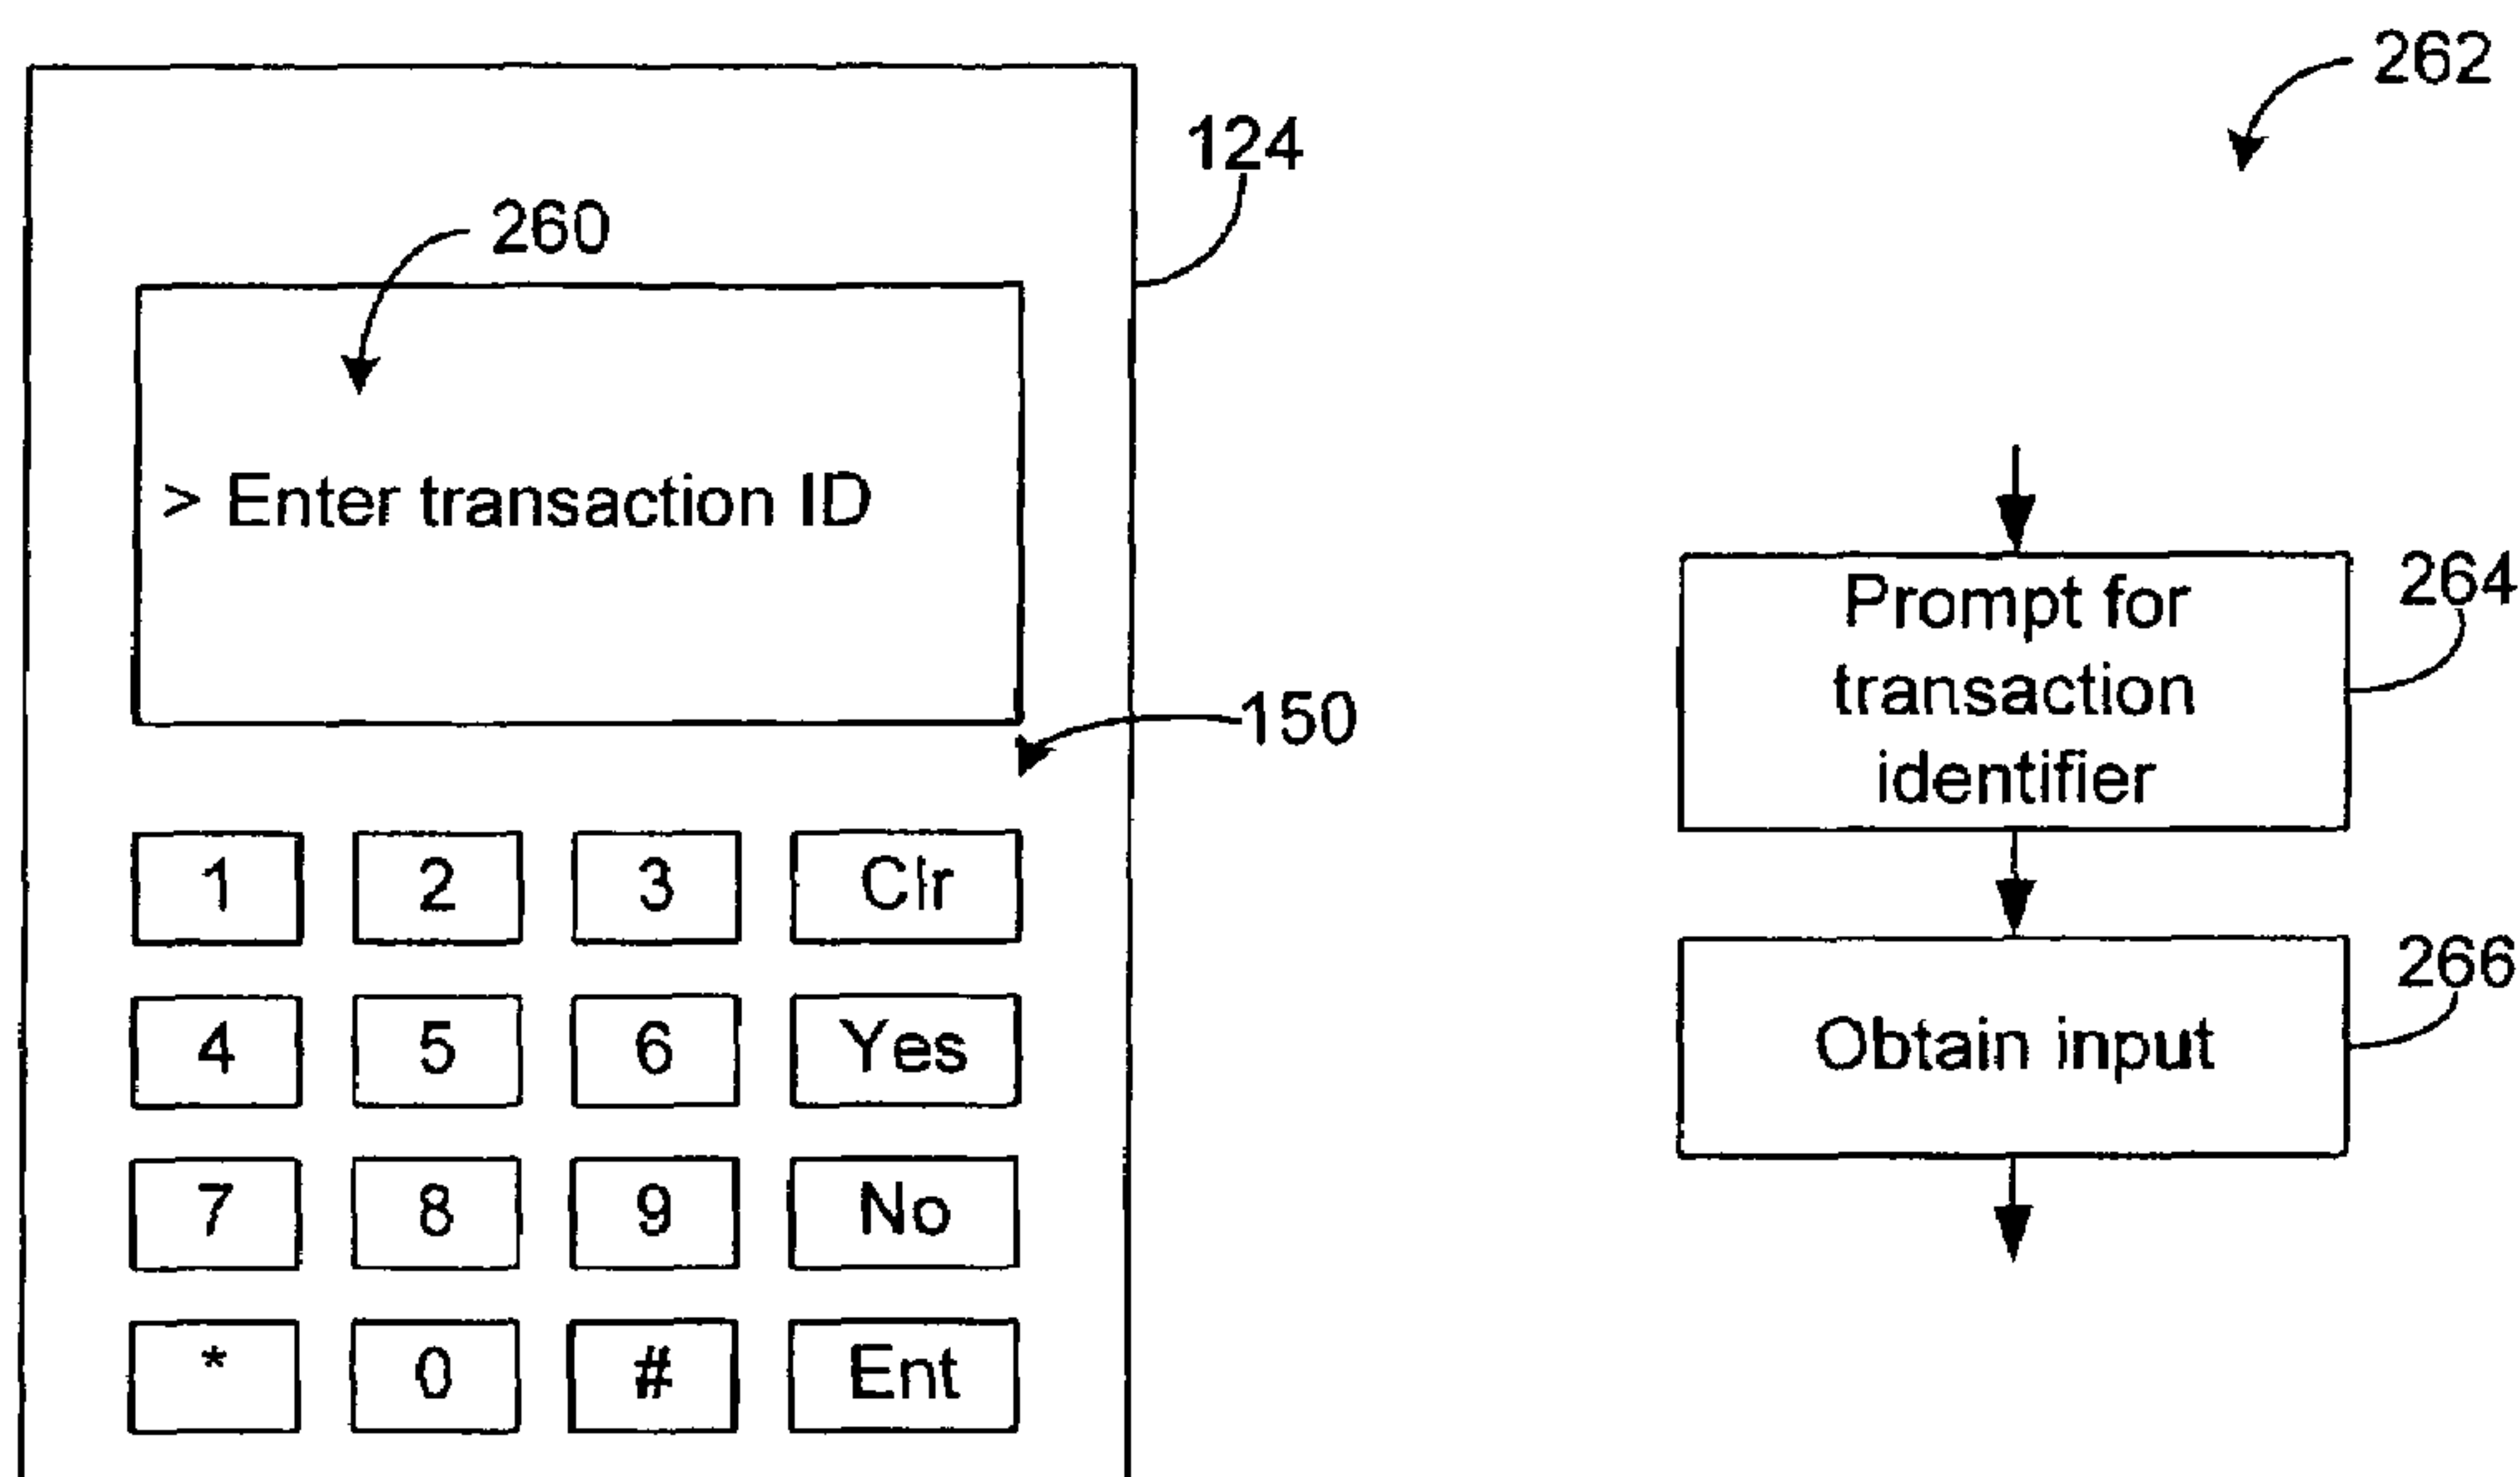 262
124
260
> Enter transaction ID
264
Prompt for
transaction
identifier
150
1 2 3 Clr
266
4 5 6 Yes
Obtain input
7 8 9 No
* 0 # Ent